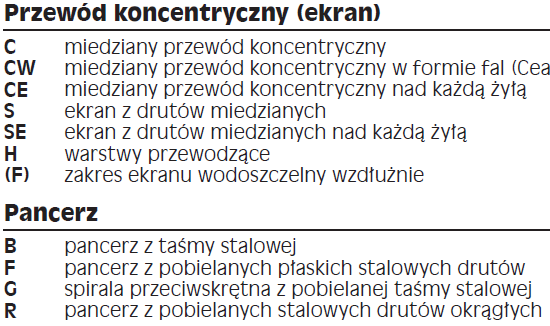 Przewód koncentryczny (ekran)
C miedziany przewód koncentryczny
CW miedziany przewód koncentryczny w formie fal (Cea
CE miedziany przewód koncentryczny nad każdą żyłą
S ekran z drutów miedzianych
SE ekran z drutów miedzianych nad każdą żyłą
H warstwy przewodzące
(F) zakres ekranu wodoszczelny wzdłużnie
Pancerz
B pancerz z taśmy stalowej
F pancerz z pobielanych płaskich stalowych drutów
G spirala przeciwskrętna z pobielanej taśmy stalowej
R pancerz z pobielanych stalowych drutów okrągłych